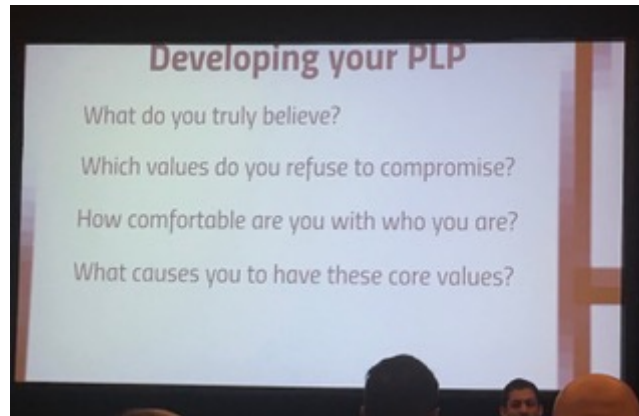 Developing your PLP
What do you truly believe?
Which values do you refuse to compromise?
How comfortable are you with who you are?
What causes you to have these core values?